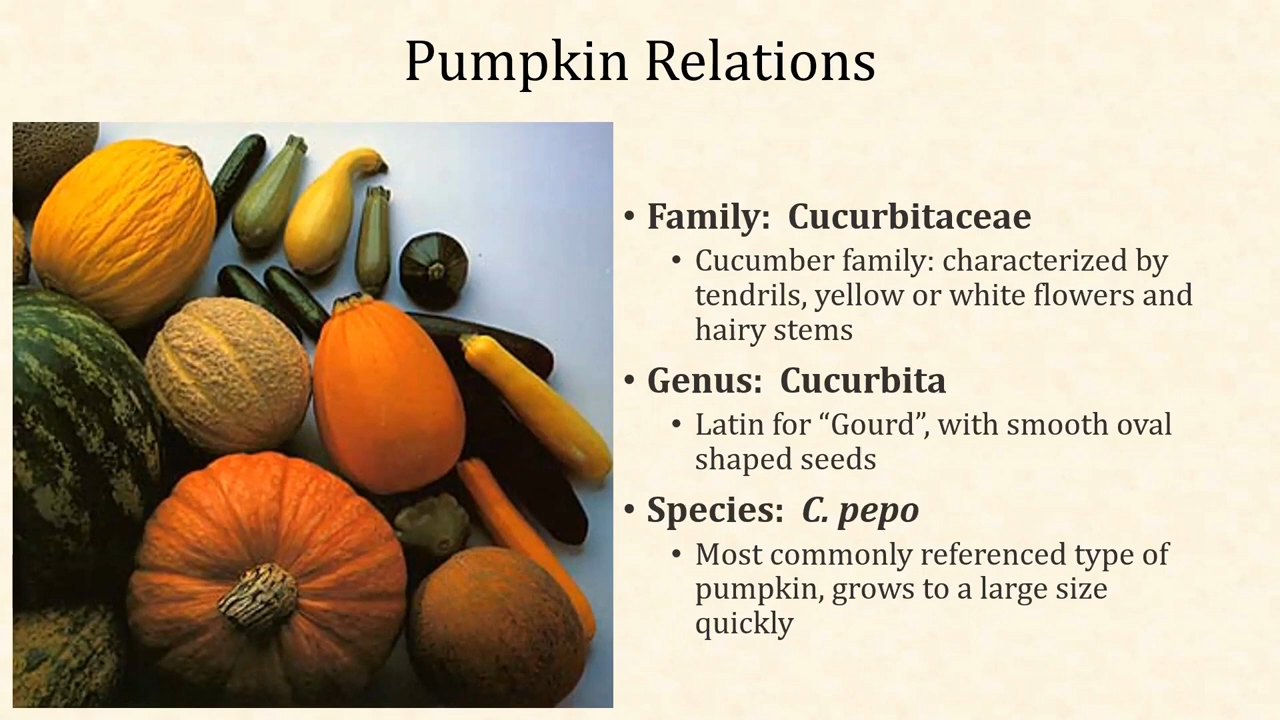 Pumpkin Relations
• Family:  Cucurbitaceae
• Cucumber family: characterized by
tendrils, yellow or white flowers and
hairy stems
• Genus:  Cucurbita
• Latin for “Gourd”, with smooth oval
shaped seeds
• Species:  C. pepo
• Most commonly referenced type of
pumpkin, grows to a large size
quickly